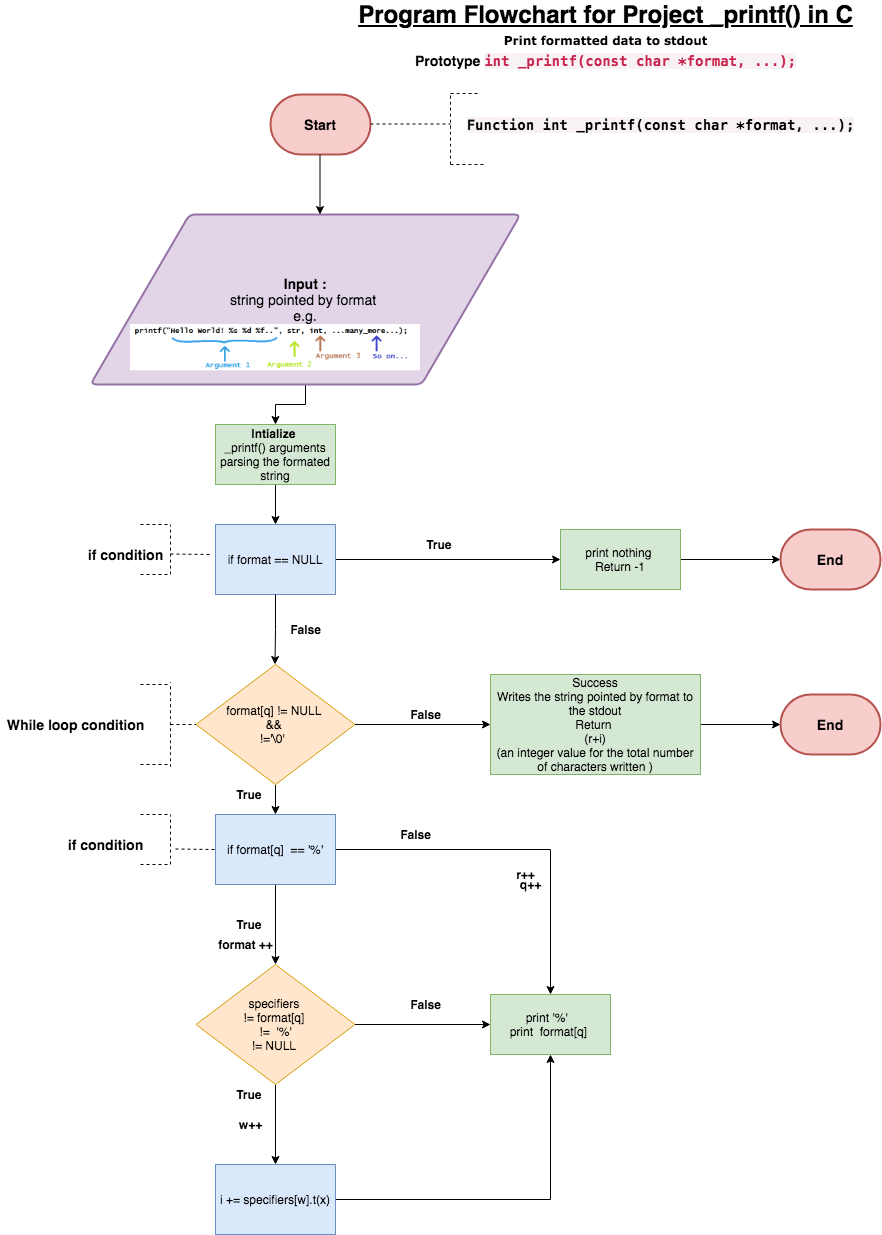 Program Flowchart for Project _printf() in C
Print formatted data to stdout
Prototype int _printf(const char *format, ...);
Start
Function int _printf(const char *format, ...);
Input :
string pointed by format
e.g.
printf("Hello World! %s %d %f..", str, int, ...many_more...);
Argument 1
Argument 2
Argument 3
So on...
Intialize
_printf() arguments
parsing the formated
string
if condition
if format == NULL
True
print nothing
Return -1
End
False
While loop condition
format[q] != NULL
&&
!='\0'
False
Success
Writes the string pointed by format to
the stdout
Return
(r+i)
(an integer value for the total number
of characters written )
End
True
if condition
if format[q] == '%'
False
r++
q++
True
format ++
specifiers
!= format[q]
!= '%'
!= NULL
False
print '%'
print format[q]
True
w++
i += specifiers[w].t(x)